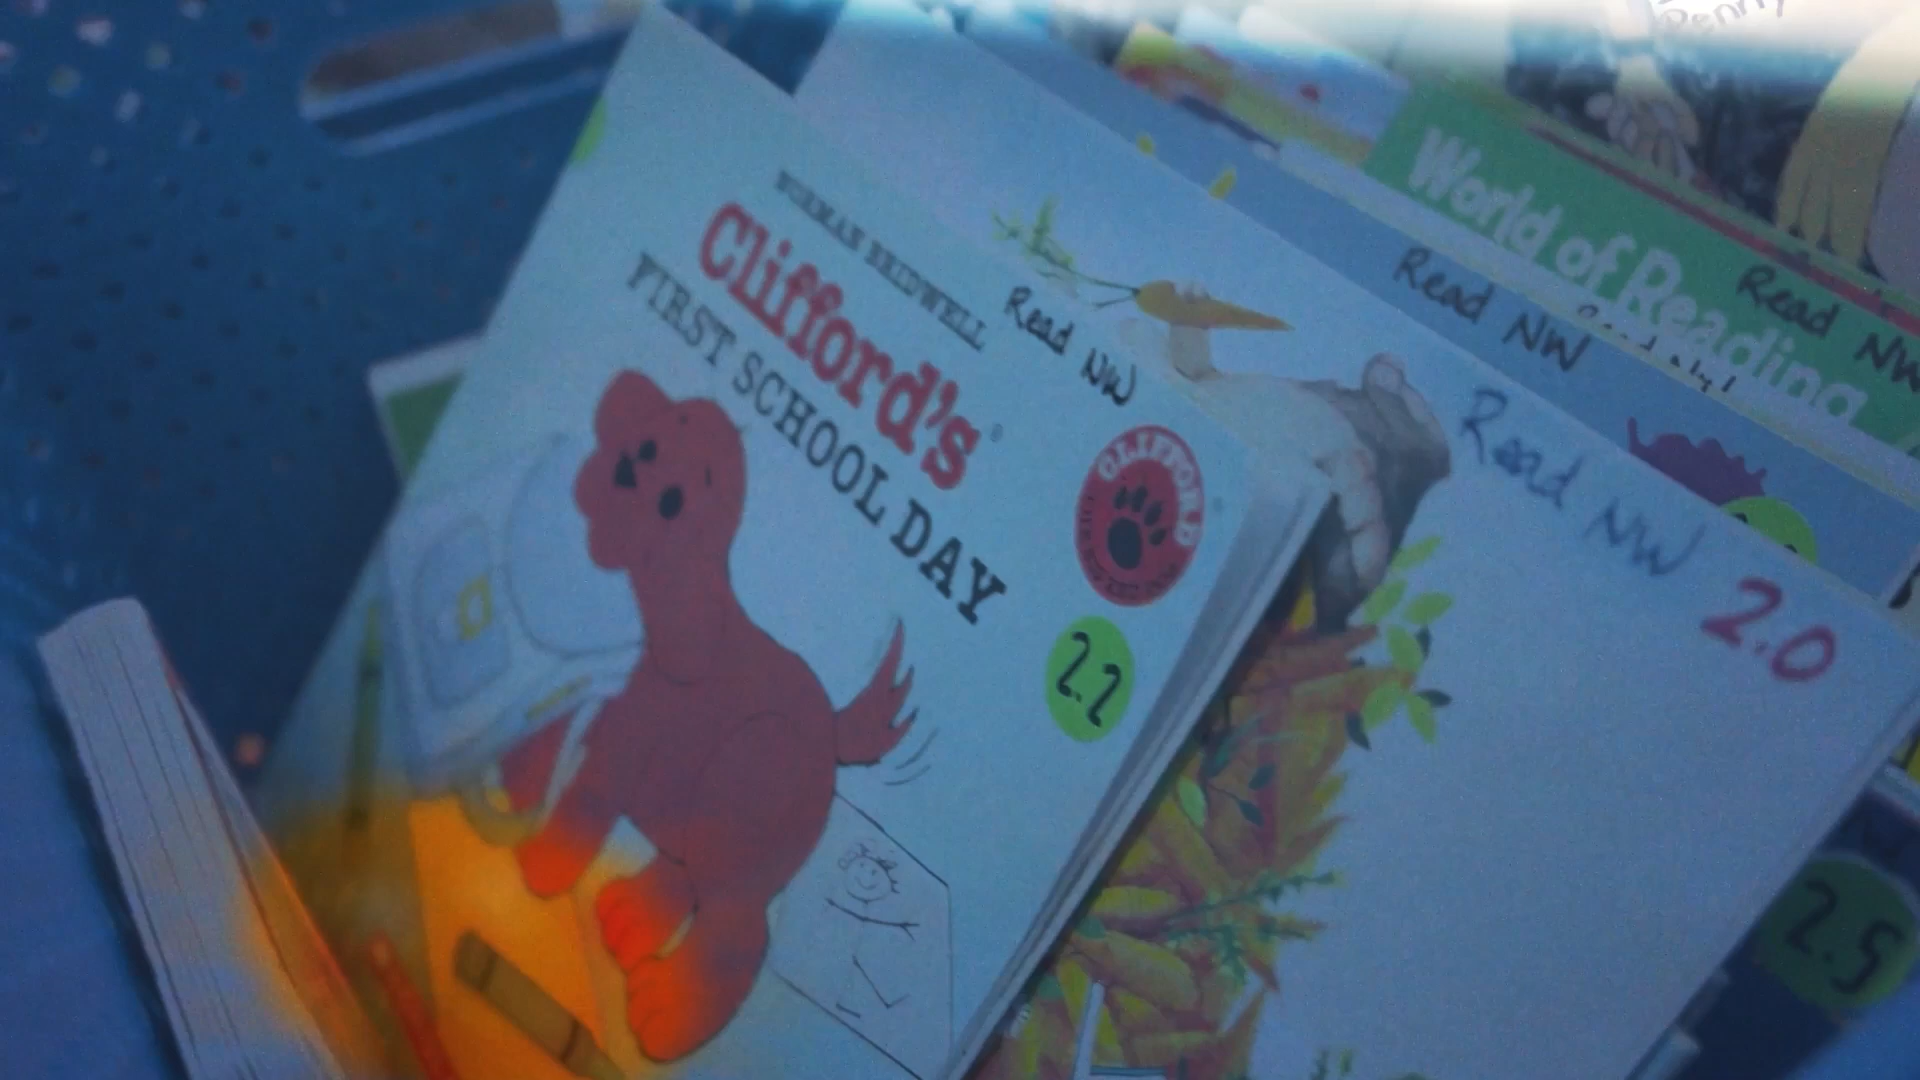 NORMAN BRIDWELL
Clifford's®
FIRST SCHOOL DAY
Read NW
CLIFFORD
2.2
Read NW
2.0
Read NW
World of Reading
Read NW
2.5
Penny